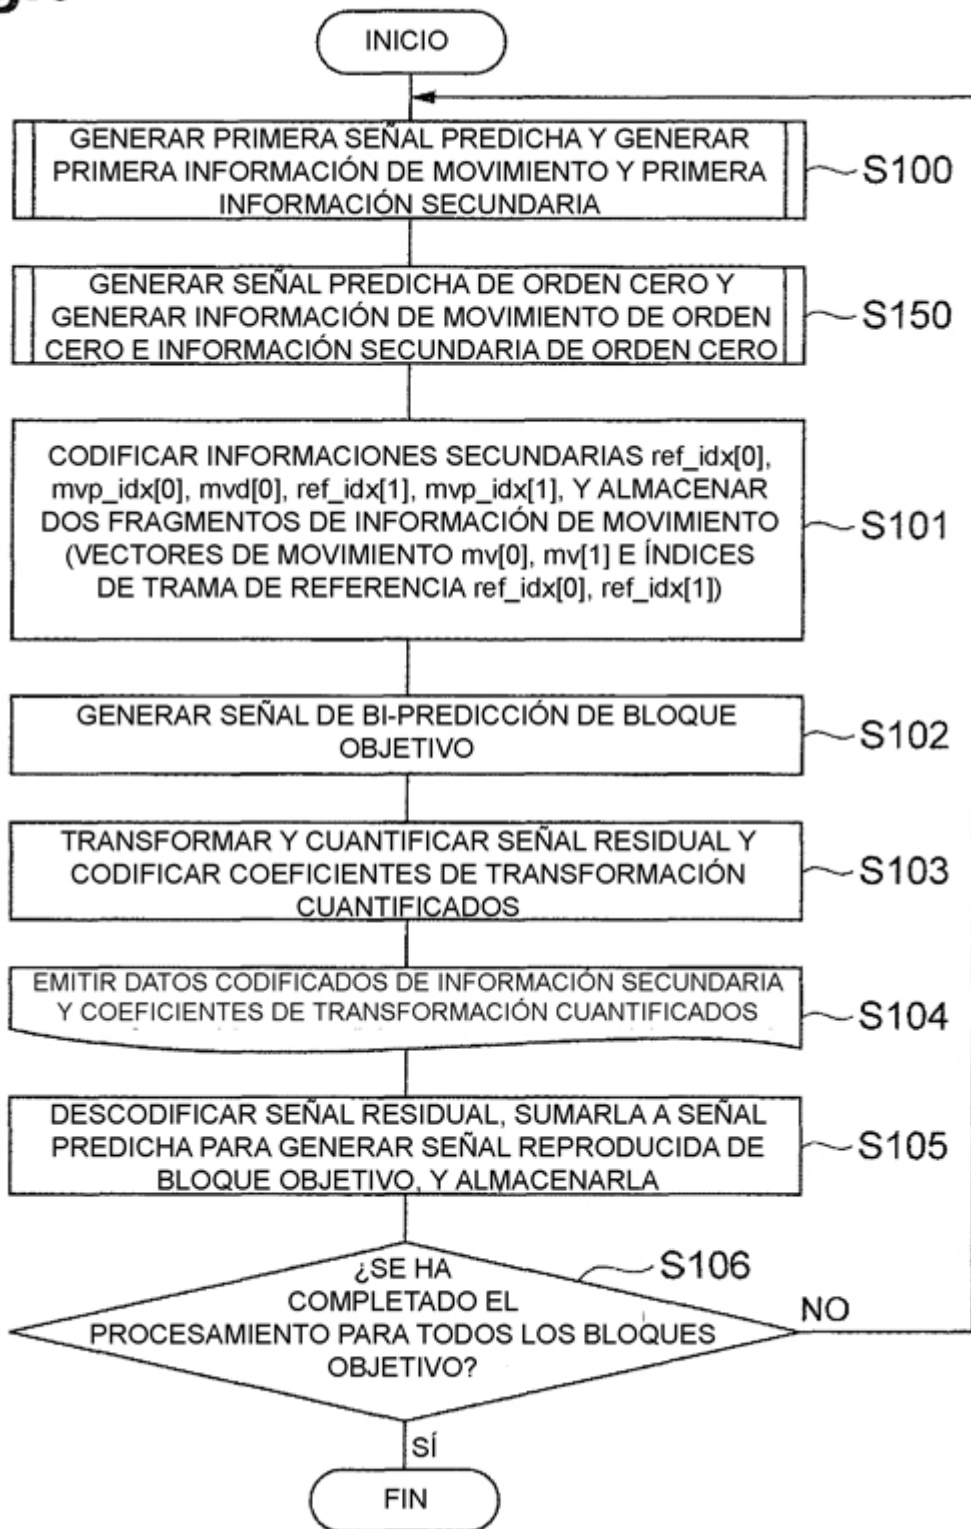 INICIO
GENERAR PRIMERA SEÑAL PREDICHA Y GENERAR
PRIMERA INFORMACIÓN DE MOVIMIENTO Y PRIMERA
INFORMACIÓN SECUNDARIA
S100
GENERAR SEÑAL PREDICHA DE ORDEN CERO Y
GENERAR INFORMACIÓN DE MOVIMIENTO DE ORDEN
CERO E INFORMACIÓN SECUNDARIA DE ORDEN CERO
S150
CODIFICAR INFORMACIONES SECUNDARIAS ref_idx[0],
mvp_idx[0], mvd[0], ref_idx[1], mvp_idx[1], Y ALMACENAR
DOS FRAGMENTOS DE INFORMACIÓN DE MOVIMIENTO
(VECTORES DE MOVIMIENTO mv[0], mv[1] E ÍNDICES
DE TRAMA DE REFERENCIA ref_idx[0], ref_idx[1])
S101
GENERAR SEÑAL DE BI-PREDICCIÓN DE BLOQUE
OBJETIVO
S102
TRANSFORMAR Y CUANTIFICAR SEÑAL RESIDUAL Y
CODIFICAR COEFICIENTES DE TRANSFORMACIÓN
CUANTIFICADOS
S103
EMITIR DATOS CODIFICADOS DE INFORMACIÓN SECUNDARIA
Y COEFICIENTES DE TRANSFORMACIÓN CUANTIFICADOS
S104
DESCODIFICAR SEÑAL RESIDUAL, SUMARLA A SEÑAL
PREDICHA PARA GENERAR SEÑAL REPRODUCIDA DE
BLOQUE OBJETIVO, Y ALMACENARLA
S105
¿SE HA
COMPLETADO EL
PROCESAMIENTO PARA TODOS LOS BLOQUES
OBJETIVO?
S106
NO
SÍ
FIN